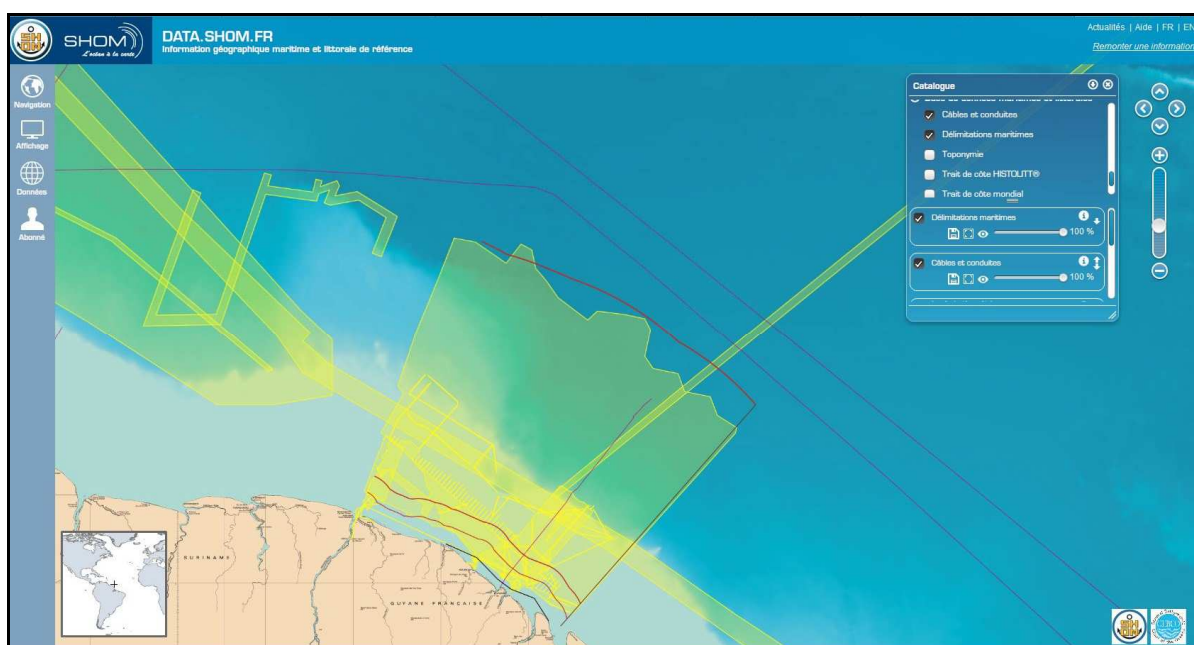 SHOM
L'océan à la carte
DATA.SHOM.FR
Information géographique maritime et littorale de référence
Actualités | Aide | FR | EN
Remonter une information
Navigation
Affichage
Données
Abonné
Catalogue
Câbles et conduites
Délimitations maritimes
Toponymie
Trait de côte HISTOLITT®
Trait de côte mondial
Délimitations maritimes
100 %
Câbles et conduites
100 %
SURINAME
GUYANE FRANÇAISE